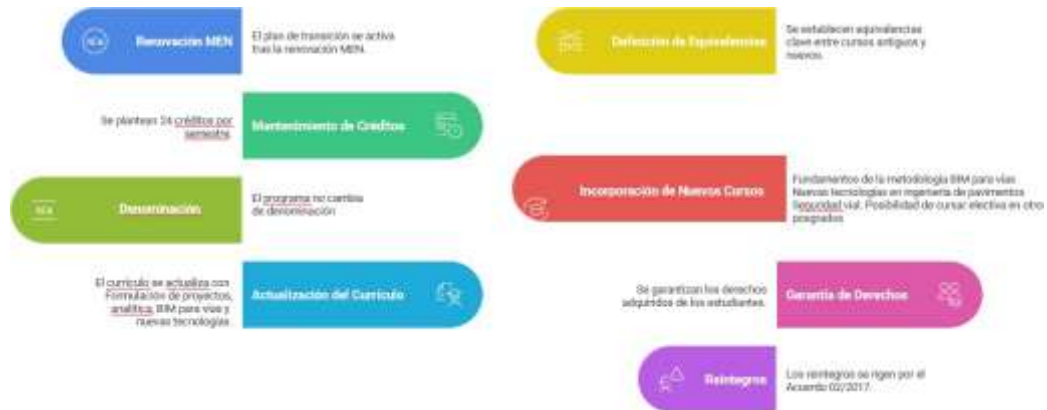 Renovación MEN
El plan de transición se activa
tras la renovación MEN.
Se plantean 24 créditos por
semestre.
Mantenimiento de Créditos
Denominación
El programa no cambia
de denominación
El currículo se actualiza con
Formulación de proyectos,
analítica, BIM para vías y
nuevas tecnologías.
Actualización del Currículo
Definición de Equivalencias
Se establecen equivalencias
clave entre cursos antiguos y
nuevos.
Incorporación de Nuevos Cursos
Fundamentos de la metodología BIM para vías
Nuevas tecnologías en ingeniería de pavimentos
Seguridad vial. Posibilidad de cursar electiva en otro
posgrados
Se garantizan los derechos
adquiridos de los estudiantes.
Garantía de Derechos
Reintegros
Los reintegros se rigen por el
Acuerdo 02/2017.